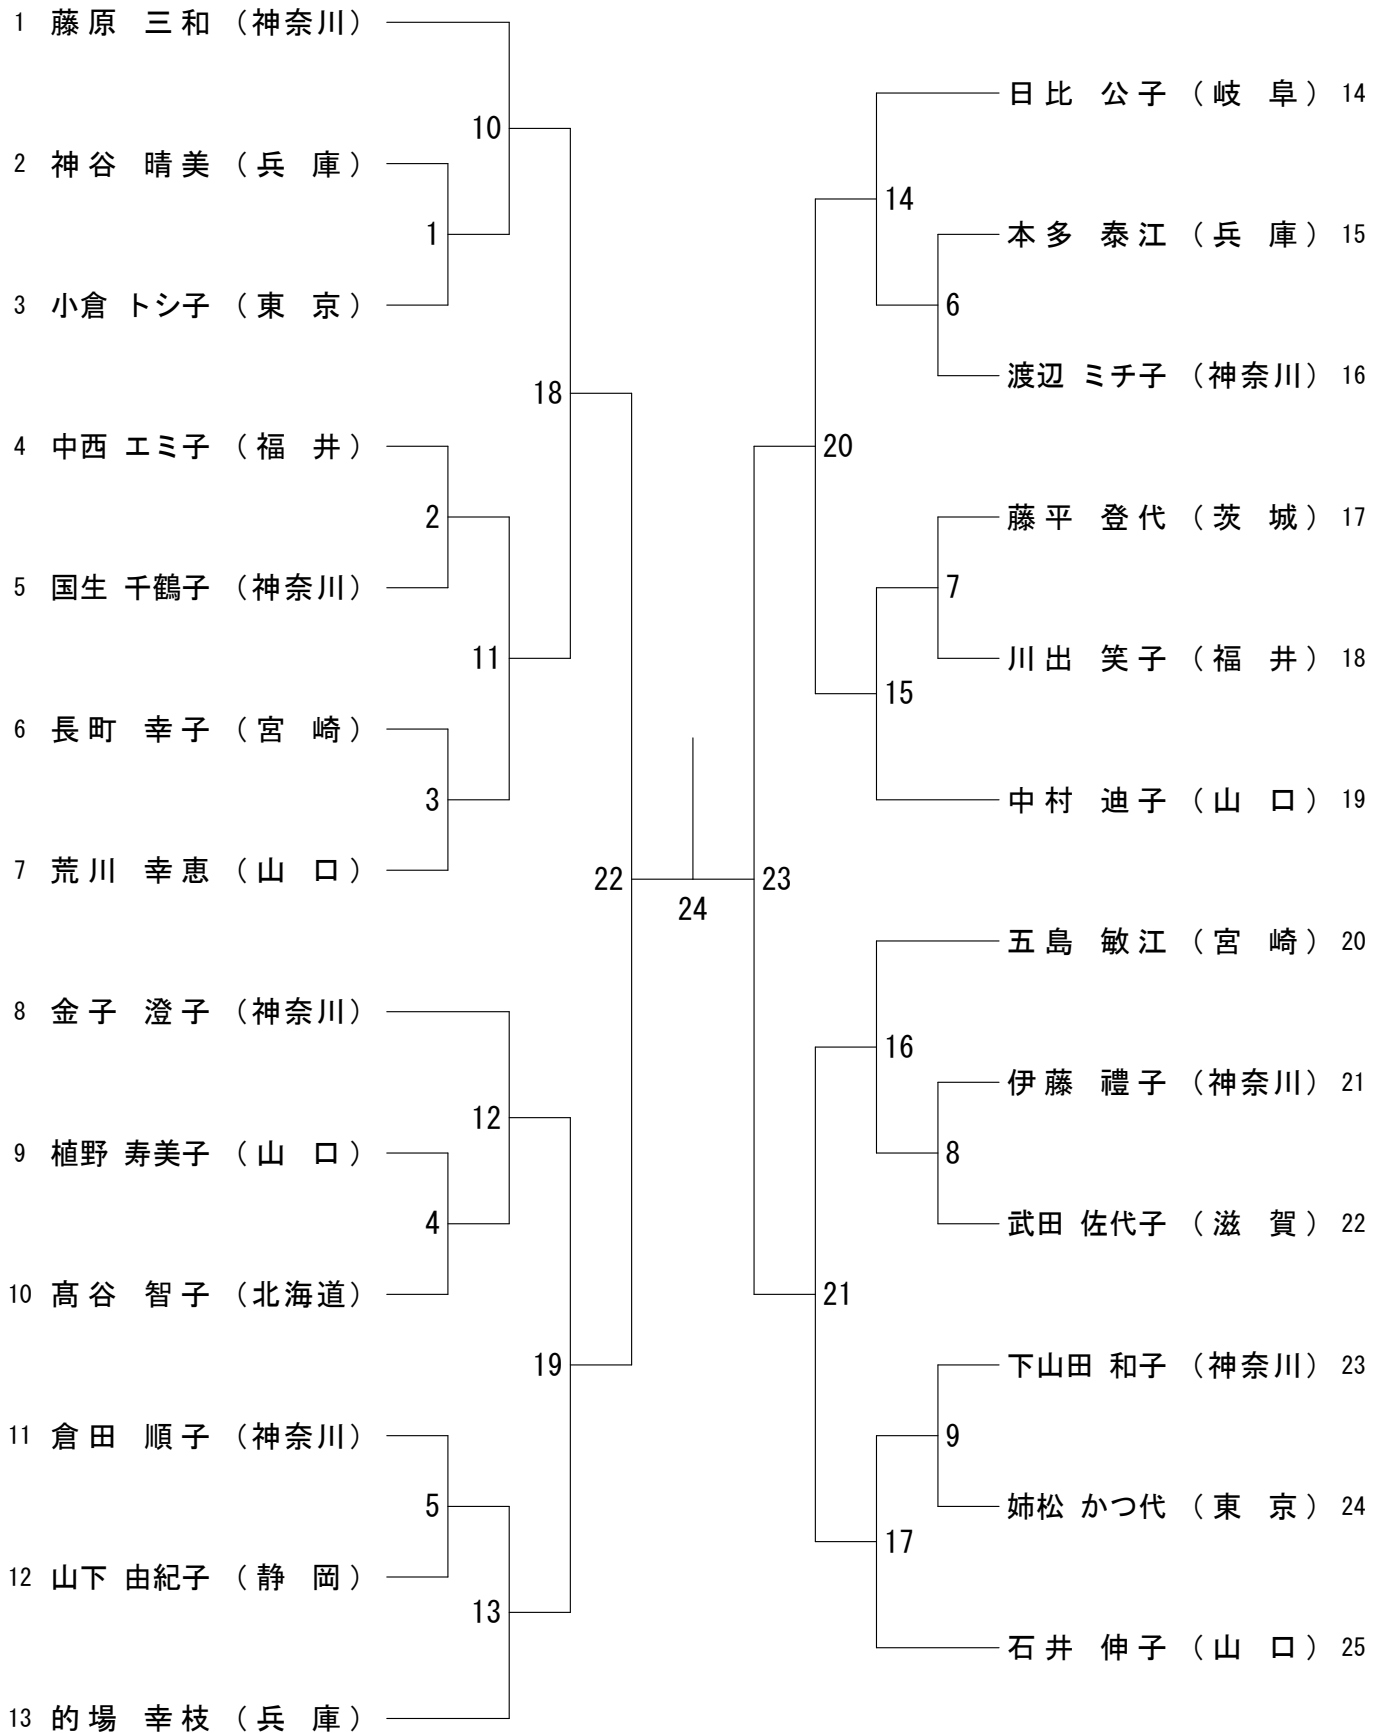 1 藤原 三和 （神奈川）
2 神谷 晴美 （兵 庫）
3 小倉 トシ子 （東 京）
4 中西 エミ子 （福 井）
5 国生 千鶴子 （神奈川）
6 長町 幸子 （宮 崎）
7 荒川 幸恵 （山 口）
8 金子 澄子 （神奈川）
9 植野 寿美子 （山 口）
10 髙谷 智子 （北海道）
11 倉田 順子 （神奈川）
12 山下 由紀子 （静 岡）
13 的場 幸枝 （兵 庫）
10
1
18
2
11
3
22
12
4
19
5
13
24
日比 公子 （岐 阜） 14
本多 泰江 （兵 庫） 15
渡辺 ミチ子 （神奈川） 16
藤平 登代 （茨 城） 17
川出 笑子 （福 井） 18
中村 迪子 （山 口） 19
五島 敏江 （宮 崎） 20
伊藤 禮子 （神奈川） 21
武田 佐代子 （滋 賀） 22
下山田 和子 （神奈川） 23
姉松 かつ代 （東 京） 24
石井 伸子 （山 口） 25
14
6
20
7
15
23
16
8
21
9
17